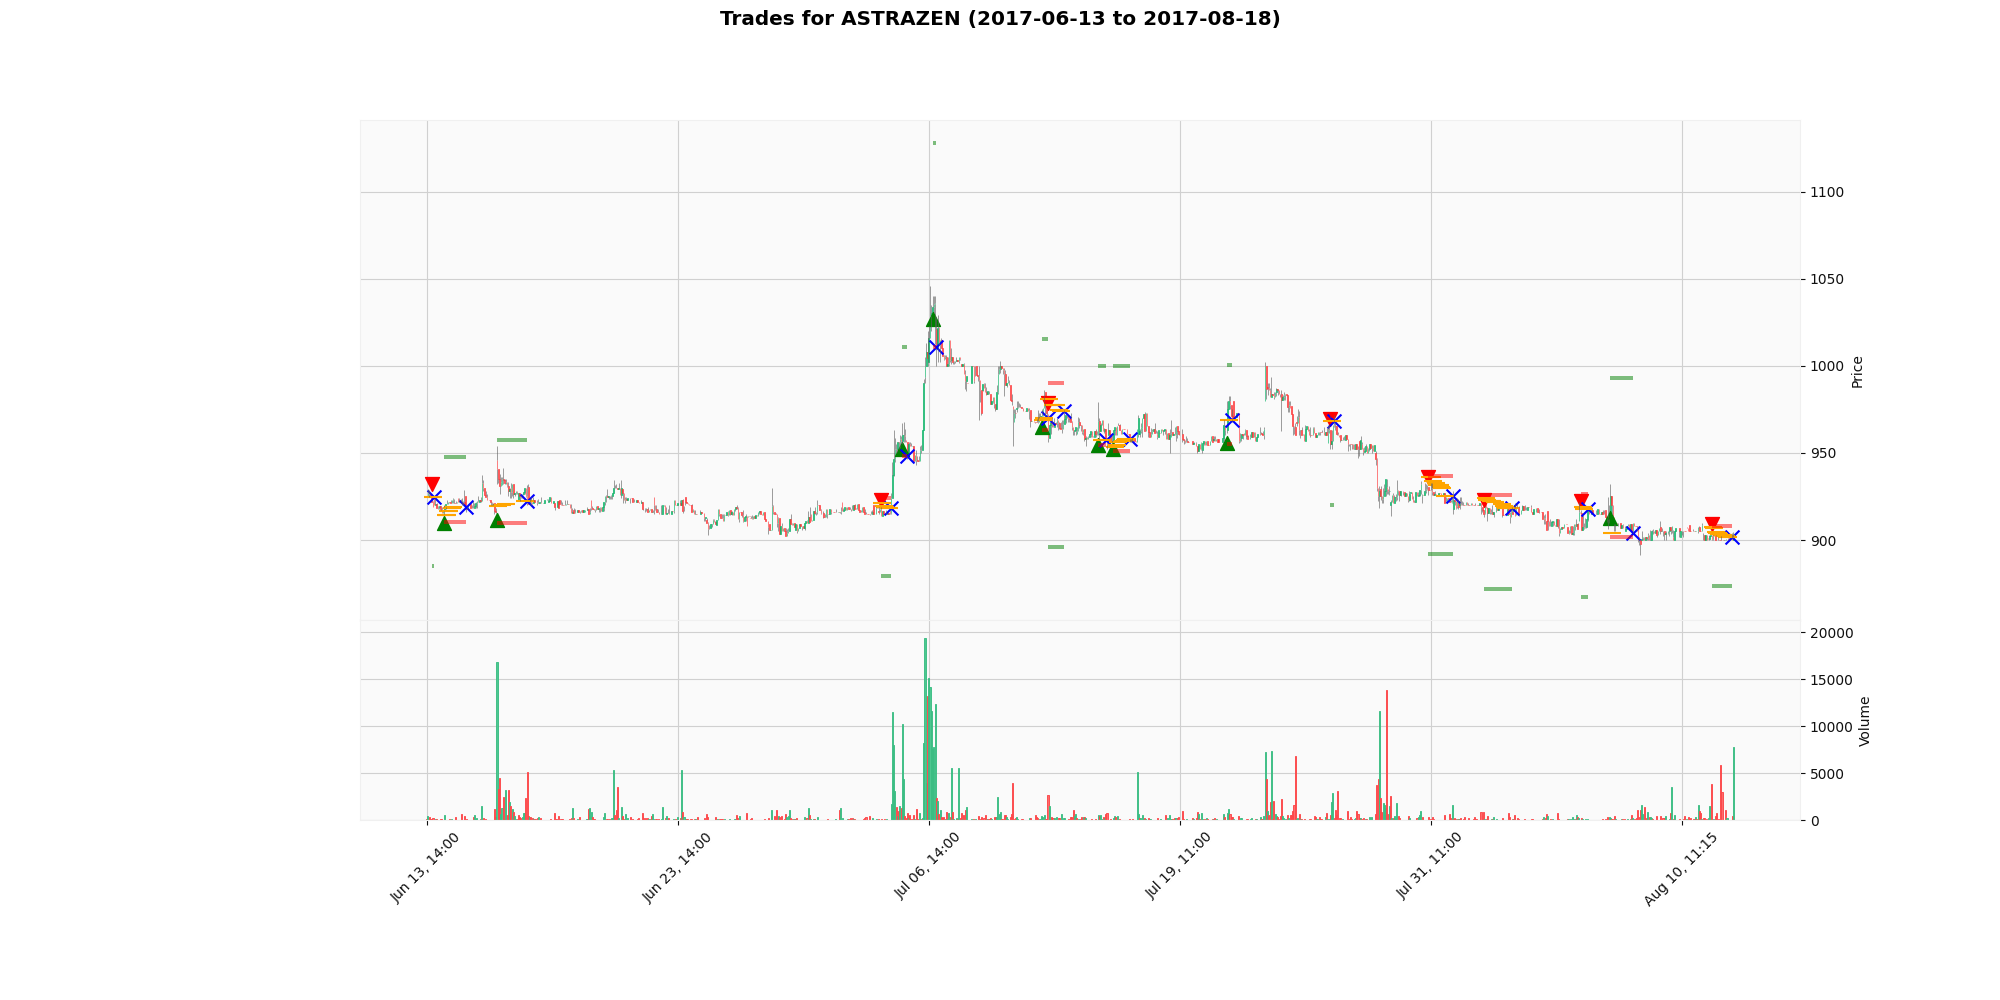 Trades for ASTRAZEN (2017-06-13 to 2017-08-18)
1100
1050
1000
950
900
Price
20000
15000
10000
5000
0
Volume
Jun 13, 14:00
Jun 23, 14:00
Jul 06, 14:00
Jul 19, 11:00
Jul 31, 11:00
Aug 10, 11:15